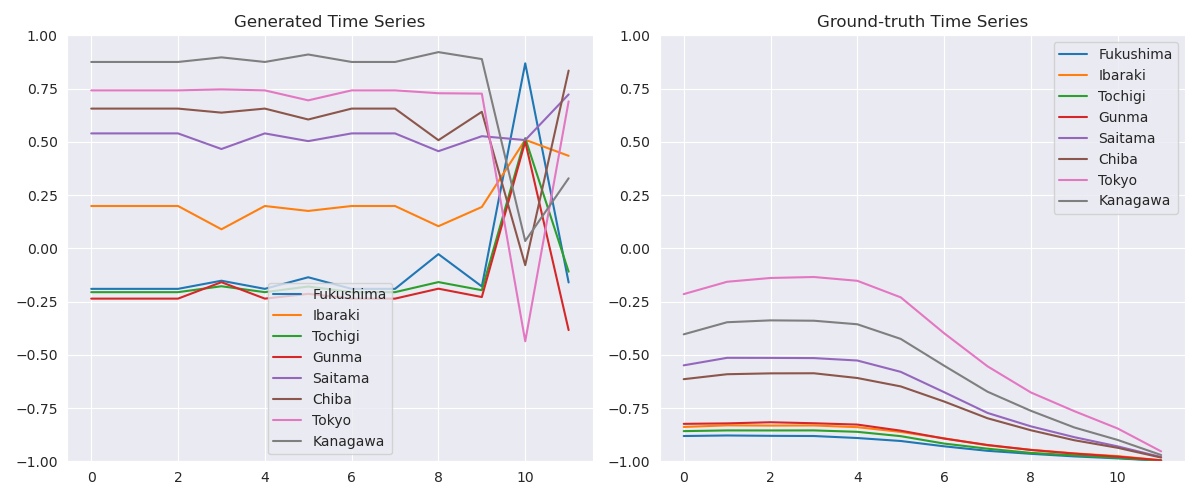 Generated Time Series
1.00
0.75
0.50
0.25
0.00
−0.25
−0.50
−0.75
−1.00
0 2 4 6 8 10
Fukushima
Ibaraki
Tochigi
Gunma
Saitama
Chiba
Tokyo
Kanagawa
Ground-truth Time Series
1.00
0.75
0.50
0.25
0.00
−0.25
−0.50
−0.75
−1.00
0 2 4 6 8 10
Fukushima
Ibaraki
Tochigi
Gunma
Saitama
Chiba
Tokyo
Kanagawa